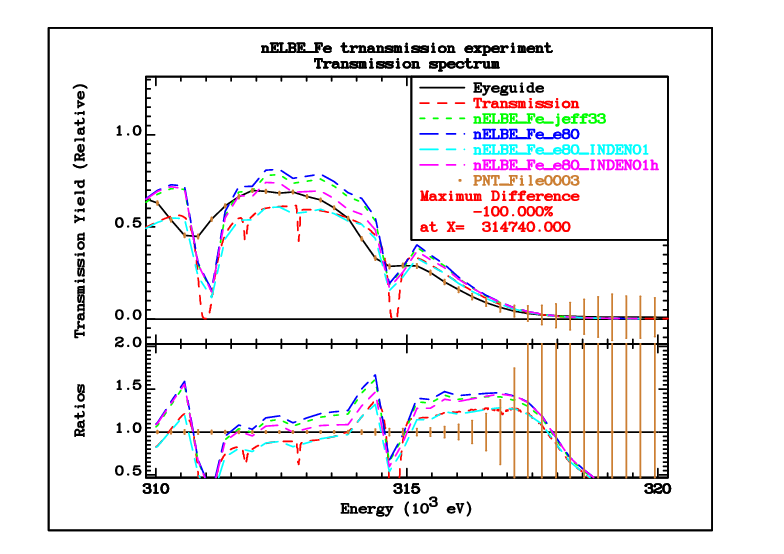 nELBE_Fe trnansmission experiment
Transmission spectrum
Eyeguide
Transmission
nELBE_Fe_jeff33
nELBE_Fe_e80
nELBE_Fe_e80_INDEN01
nELBE_Fe_e80_INDEN01h
PNT_File0003
Maximum Difference
-100.000%
at X= 314740.000
Transmission Yield (Relative)
1.0
0.5
0.0
Ratios
2.0
1.5
1.0
0.5
310 315 320
Energy (10³ eV)